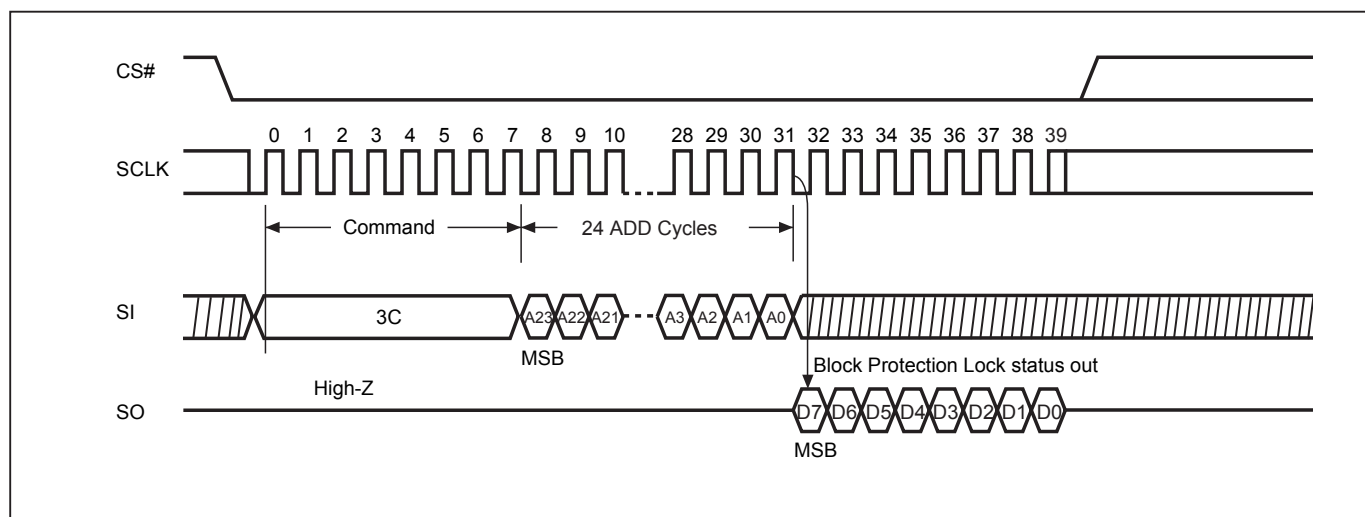 CS#
0 1 2 3 4 5 6 7 8 9 10 28 29 30 31 32 33 34 35 36 37 38 39
SCLK
Command 24 ADD Cycles
SI 3C A23 A22 A21 A3 A2 A1 A0
MSB Block Protection Lock status out
High-Z
SO D7 D6 D5 D4 D3 D2 D1 D0
MSB